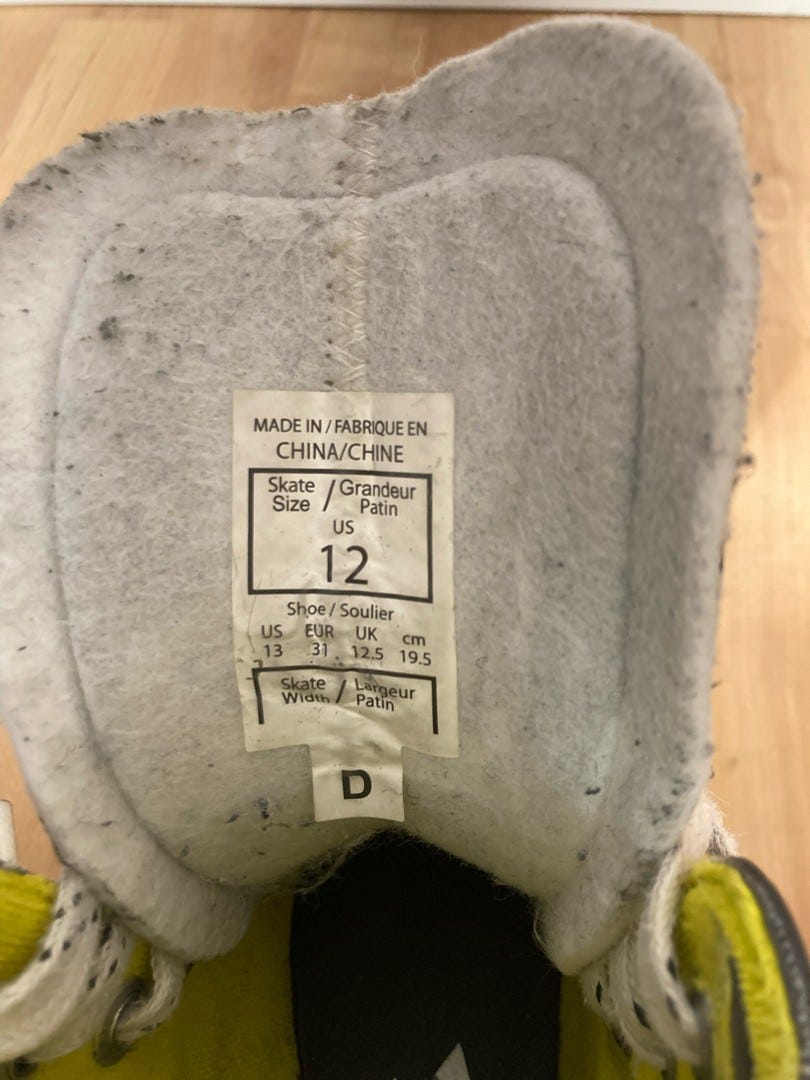 MADE IN / FABRIQUE EN
CHINA/CHINE
Skate Size / Grandeur Patin
US
12
Shoe / Soulier
US EUR UK cm
13 31 12.5 19.5
Skate Width / Largeur Patin
D